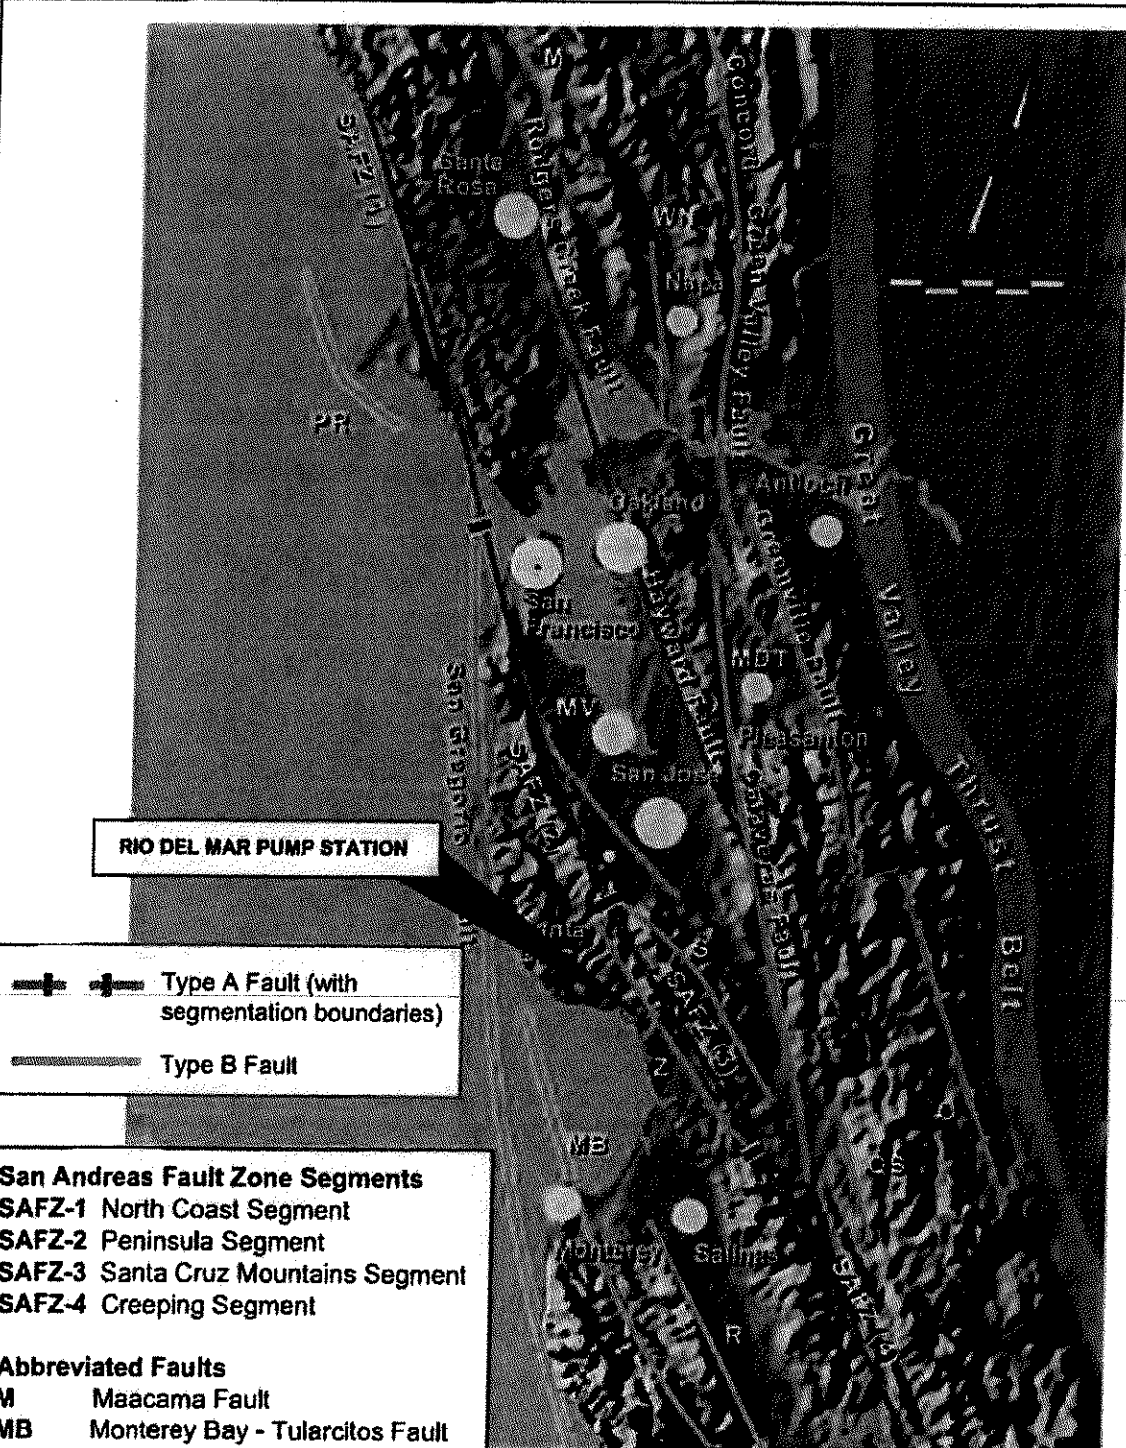 M
Concord
SAFZ (1)
Santa
Rosa
Rodgers Creek Fault
WN
Napa
Green Valley Fault
PR
Great
Antioch
Oakland
Greenville Fault
San
Francisco
Hayward Fault
Valley
MDT
San Gregorio
MV
Pleasanton
SAFZ (2)
San Jose
Thrust
Calaveras Fault
RIO DEL MAR PUMP STATION
S
Belt
SAFZ (3)
Type A Fault (with
segmentation boundaries)
Type B Fault
Z
O
MB
QS
Monterey
Salinas
R
San Andreas Fault Zone Segments
SAFZ-1 North Coast Segment
SAFZ-2 Peninsula Segment
SAFZ-3 Santa Cruz Mountains Segment
SAFZ-4 Creeping Segment
Abbreviated Faults
M Maacama Fault
MB Monterey Bay - Tularcitos Fault